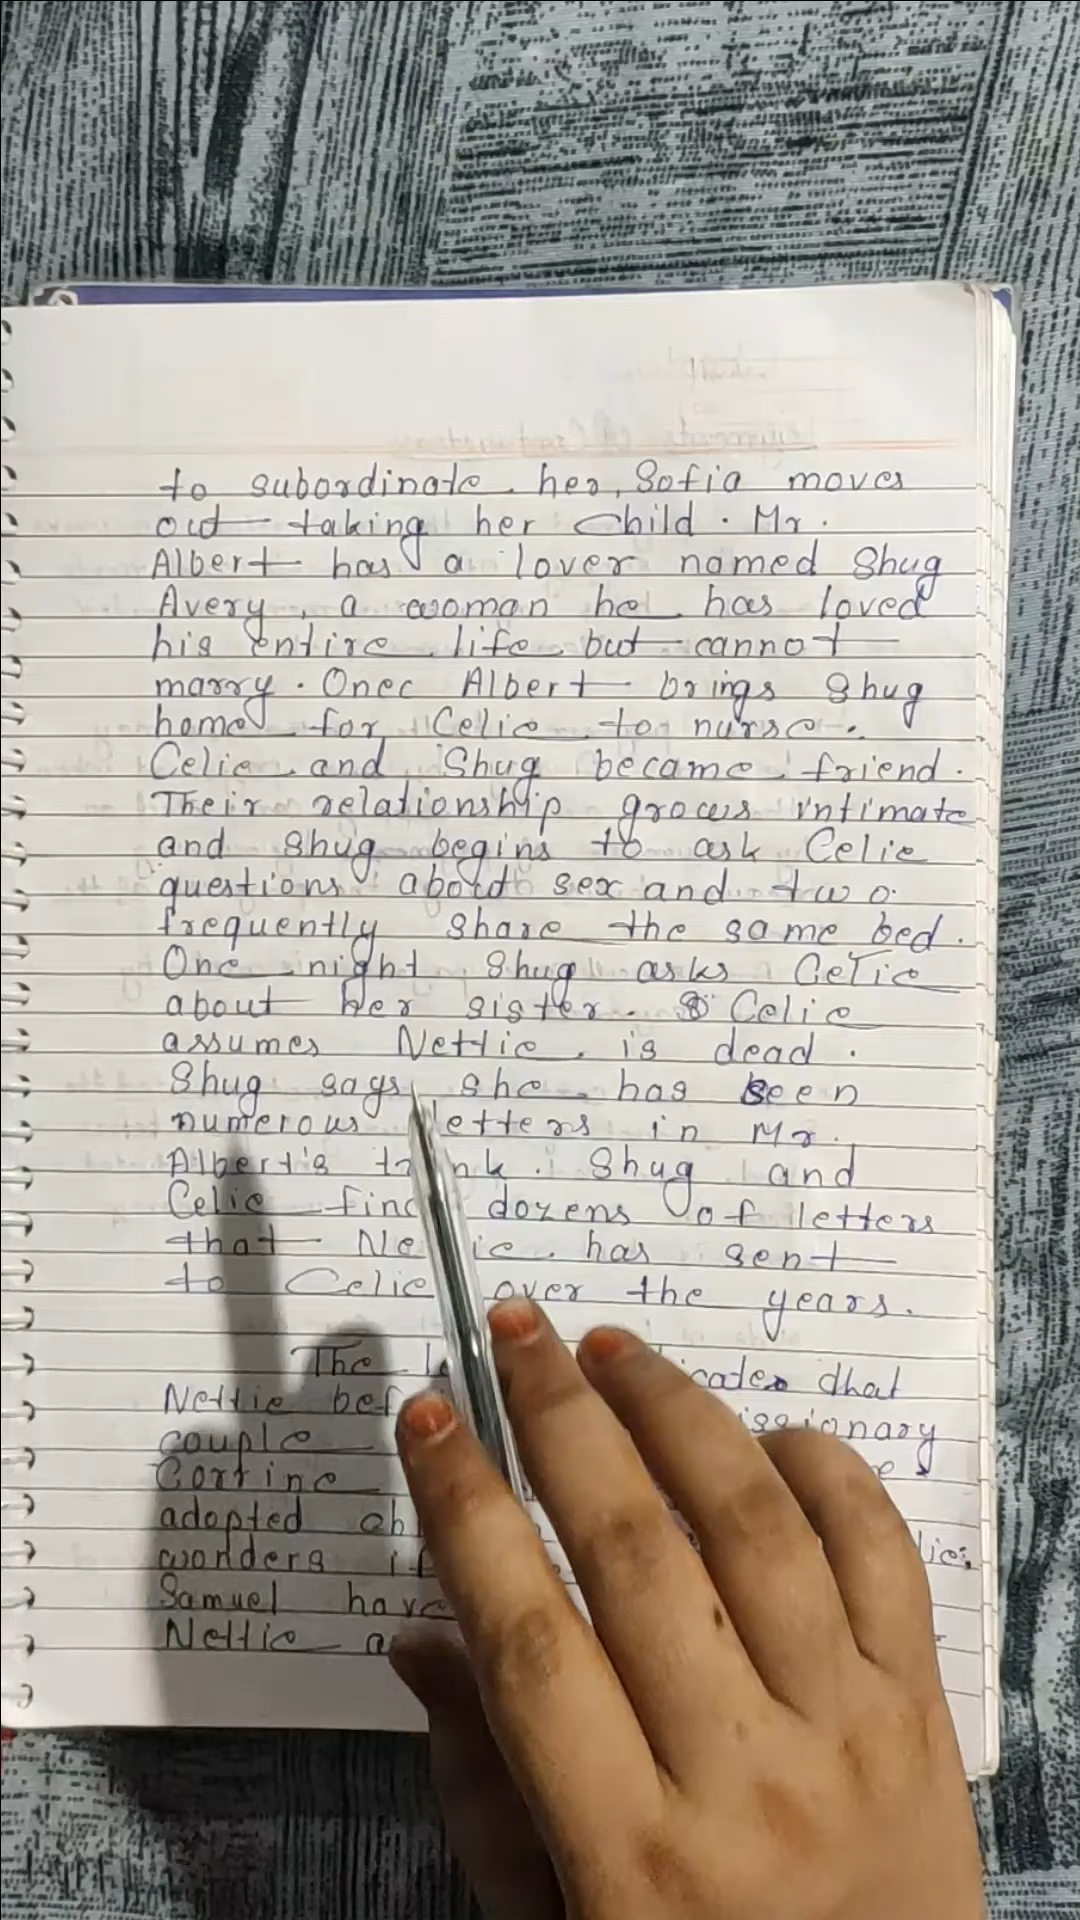 to subordinate her, Sofia moves
out taking her child. Mr.
Albert has a lover named Shug
Avery, a woman he has loved
his entire life but cannot
marry. Onec Albert brings Shug
home for Celie to nurse.
Celie and Shug became friend.
Their relationship grows intimate
and Shug begins to ask Celie
questions about sex and two
frequently share the same bed.
One night Shug asks Celie
about her sister. Celie
assumes Nettie is dead.
Shug says she has seen
numerous letters in Mr.
Albert's Shug and
Celie dozens of letters
that has sent
to Celie over the years.
The that
Nettie
couple
Corrine
adopted
wonders
Samuel have
Nettie